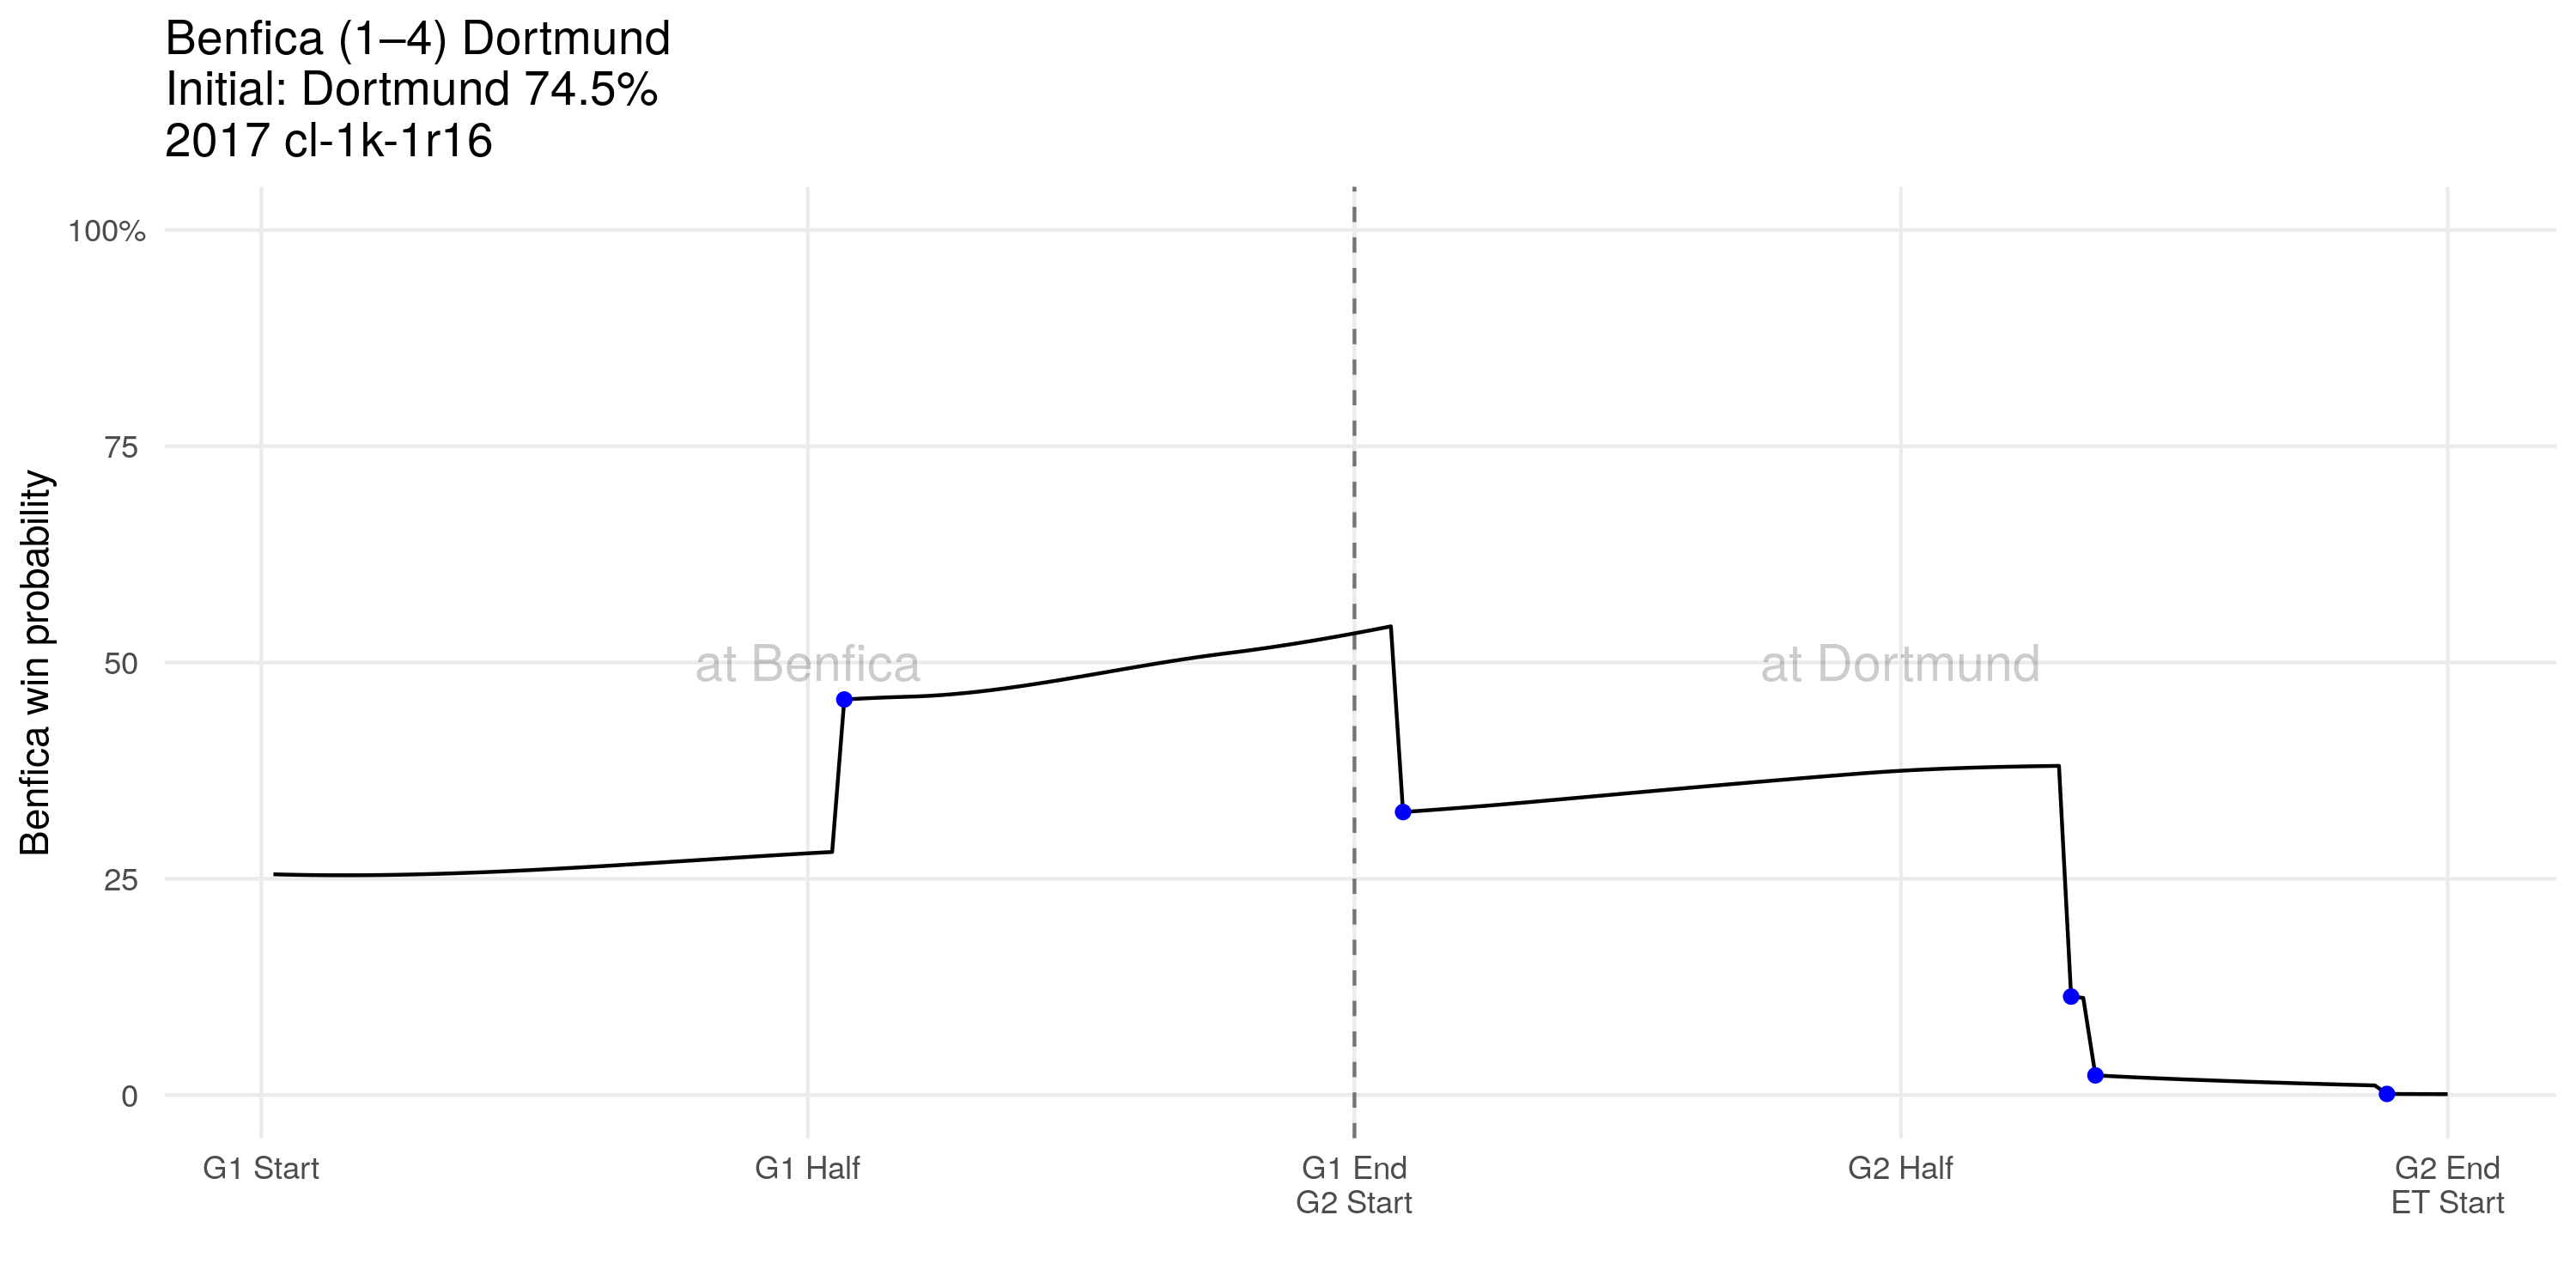 Benfica (1–4) Dortmund
Initial: Dortmund 74.5%
2017 cl-1k-1r16
Benfica win probability
100%
75
50
25
0
at Benfica
at Dortmund
G1 Start
G1 Half
G1 End
G2 Start
G2 Half
G2 End
ET Start